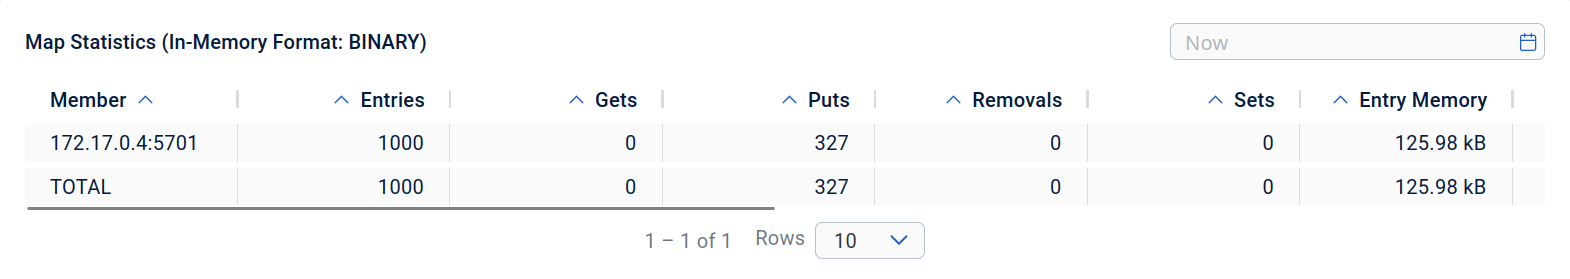 Map Statistics (In-Memory Format: BINARY) Now
Member Entries Gets Puts Removals Sets Entry Memory
172.17.0.4:5701 1000 0 327 0 0 125.98 kB
TOTAL 1000 0 327 0 0 125.98 kB
1 – 1 of 1 Rows 10